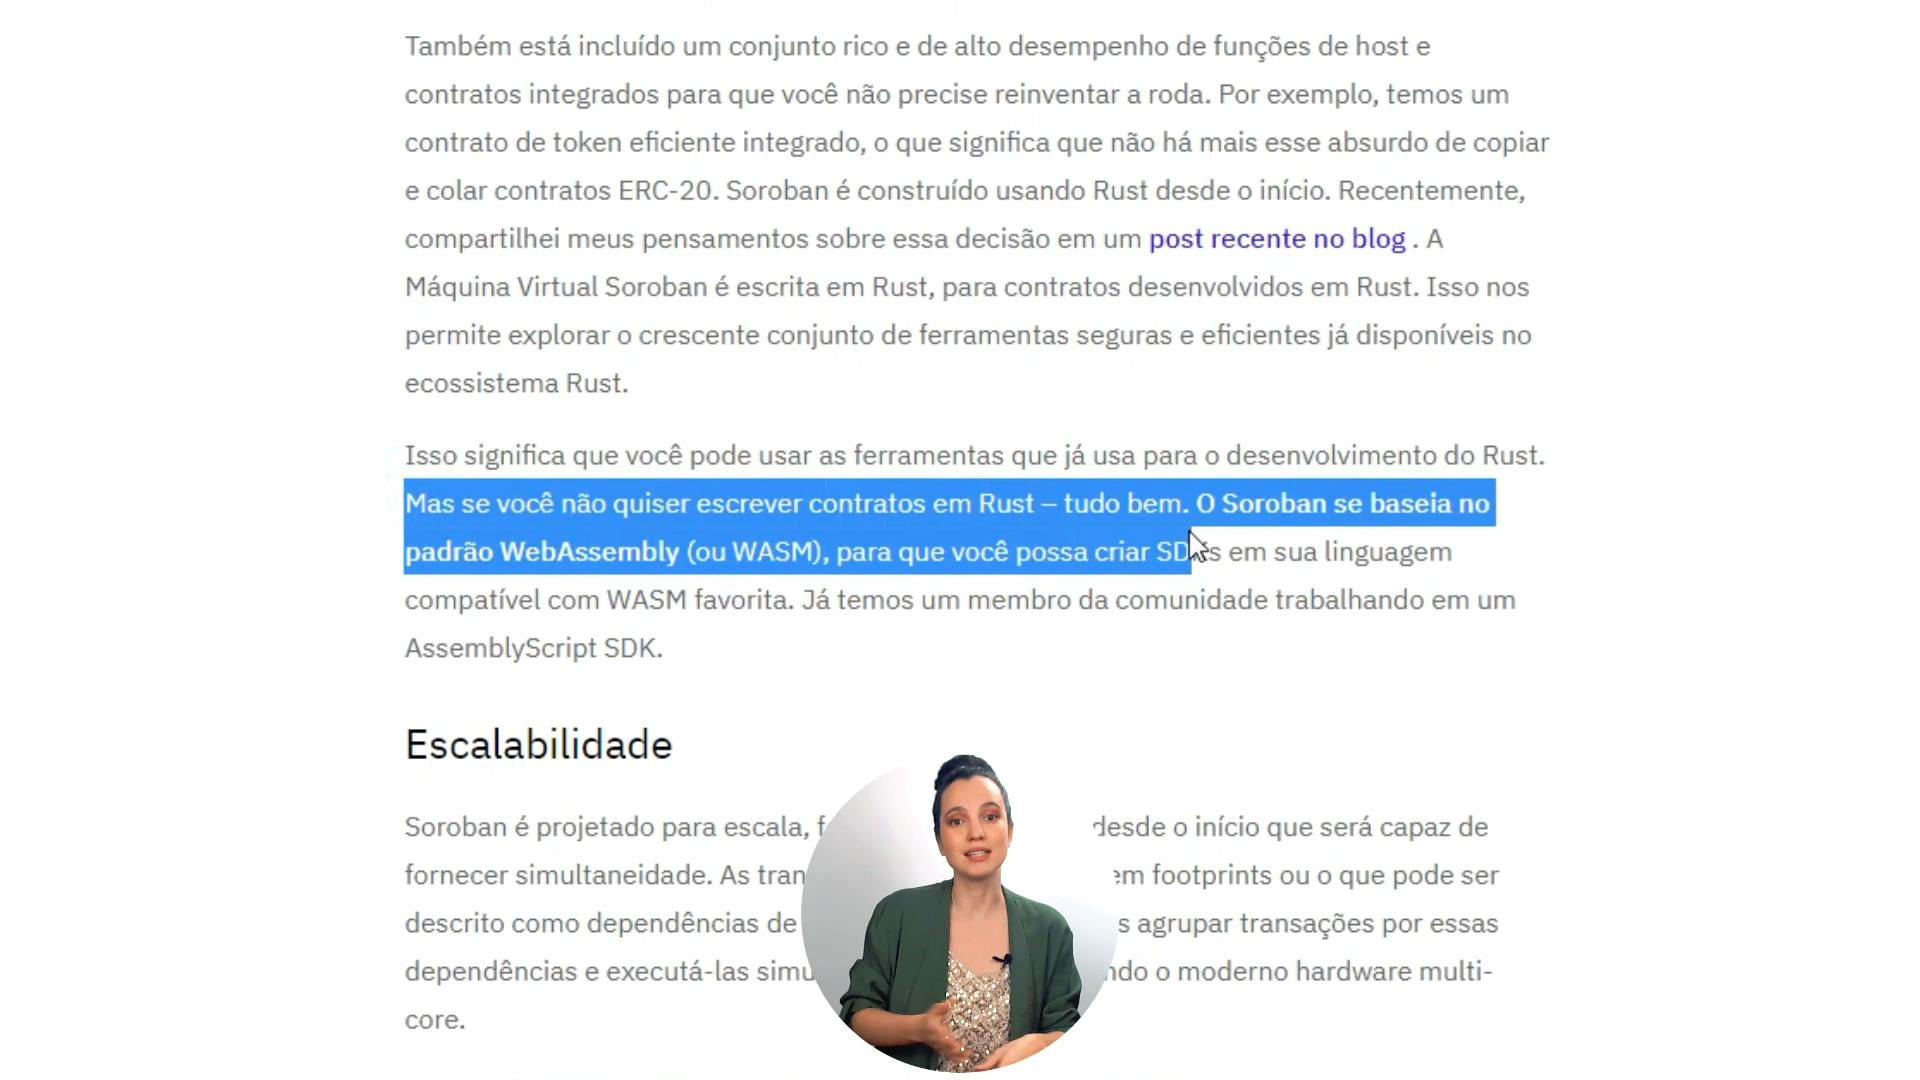 Também está incluído um conjunto rico e de alto desempenho de funções de host e
contratos integrados para que você não precise reinventar a roda. Por exemplo, temos um
contrato de token eficiente integrado, o que significa que não há mais esse absurdo de copiar
e colar contratos ERC-20. Soroban é construído usando Rust desde o início. Recentemente,
compartilhei meus pensamentos sobre essa decisão em um post recente no blog . A
Máquina Virtual Soroban é escrita em Rust, para contratos desenvolvidos em Rust. Isso nos
permite explorar o crescente conjunto de ferramentas seguras e eficientes já disponíveis no
ecossistema Rust.
Isso significa que você pode usar as ferramentas que já usa para o desenvolvimento do Rust.
Mas se você não quiser escrever contratos em Rust – tudo bem. O Soroban se baseia no
padrão WebAssembly (ou WASM), para que você possa criar SDKs em sua linguagem
compatível com WASM favorita. Já temos um membro da comunidade trabalhando em um
AssemblyScript SDK.
Escalabilidade
Soroban é projetado para escala, desde o início que será capaz de
fornecer simultaneidade. As em footprints ou o que pode ser
descrito como dependências de agrupar transações por essas
dependências e executá-las o moderno hardware multi-
core.